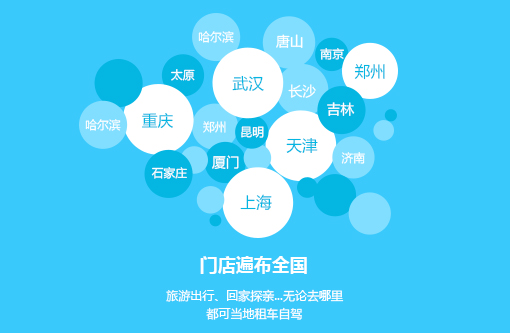 哈尔滨
唐山
南京
郑州
太原
武汉
长沙
吉林
哈尔滨
重庆
郑州
昆明
天津
济南
石家庄
厦门
上海
门店遍布全国
旅游出行、回家探亲...无论去哪里
都可当地租车自驾